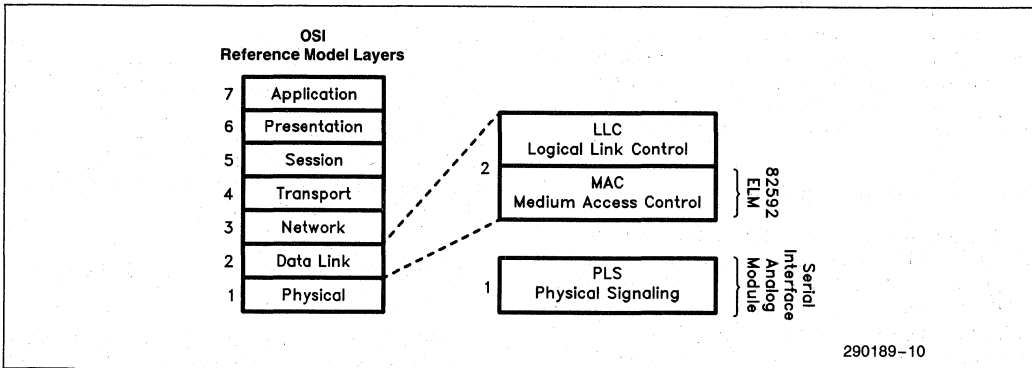 OSI
Reference Model Layers
7 Application
6 Presentation
5 Session
4 Transport
3 Network
2 Data Link
1 Physical
2
LLC
Logical Link Control
MAC
Medium Access Control
82592
ELM
1
PLS
Physical Signaling
Serial
Interface
Analog
Module
290189-10